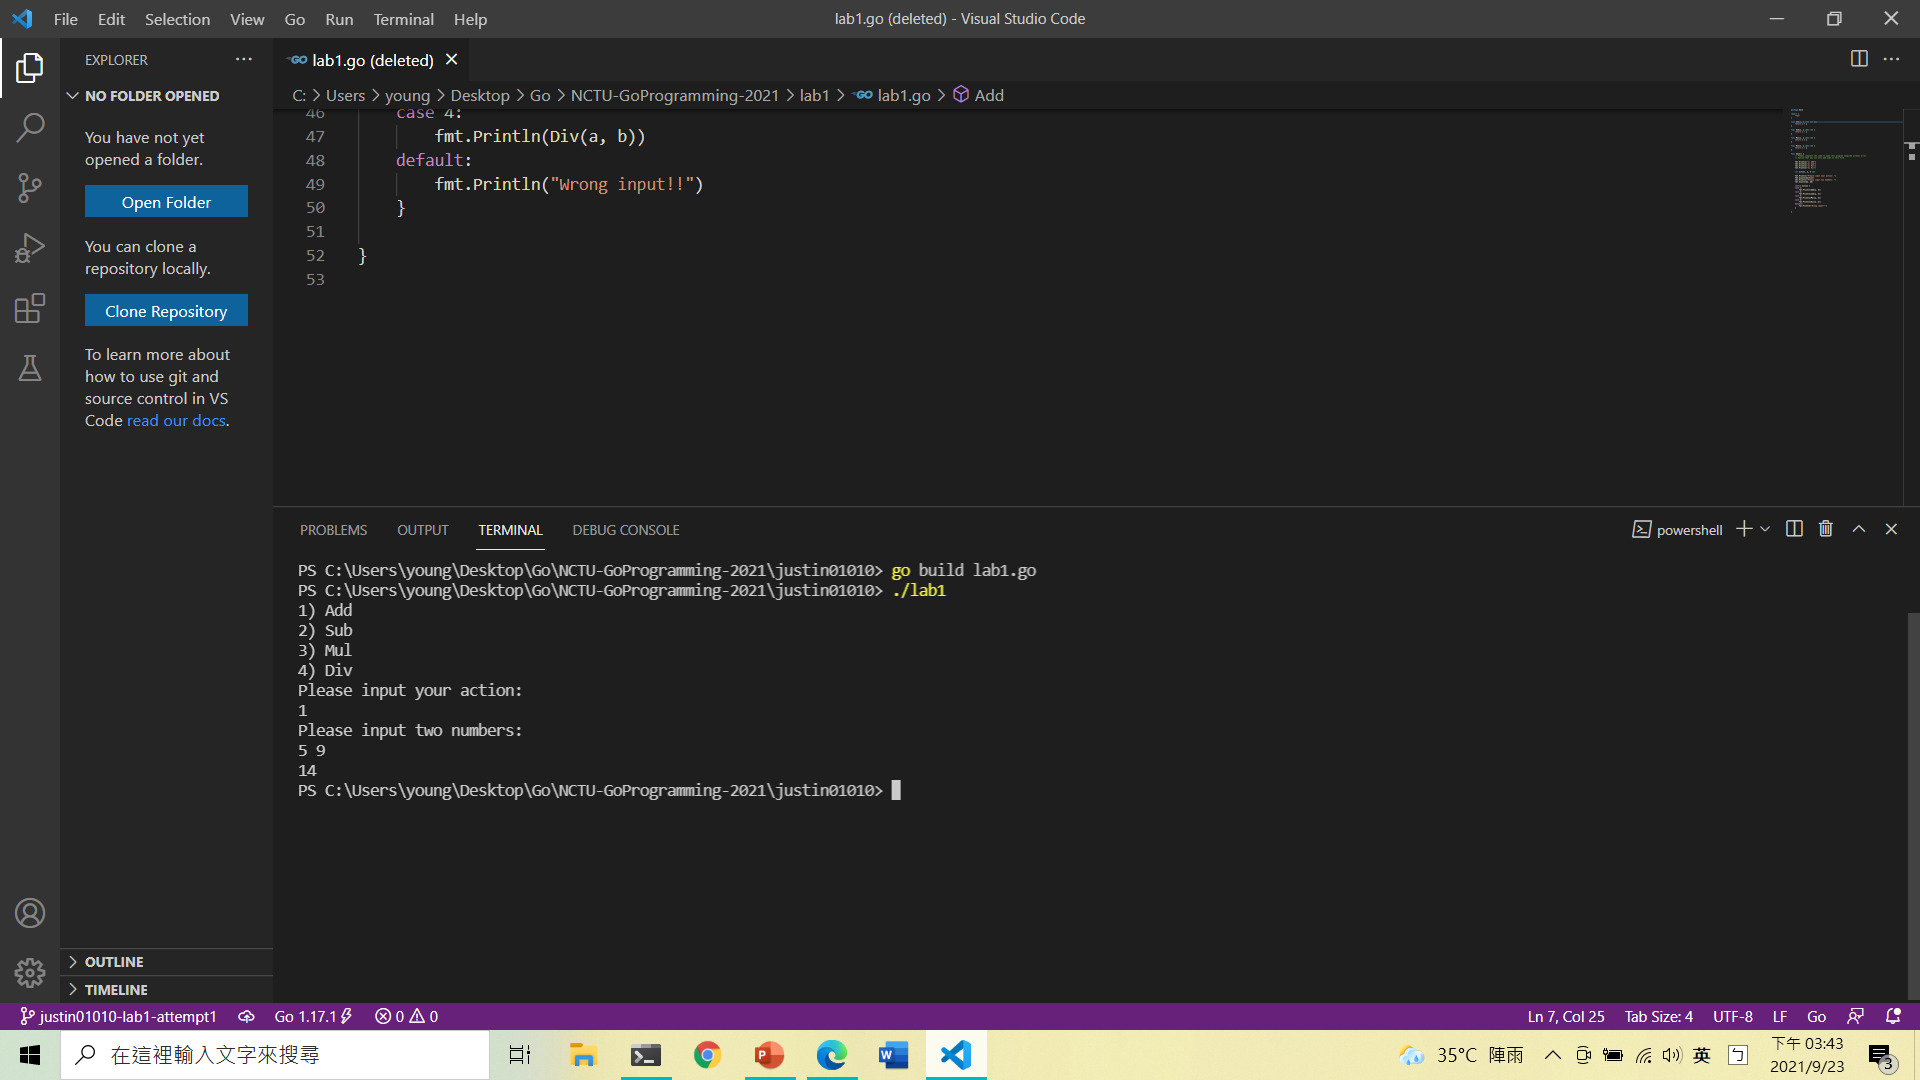 File Edit Selection View Go Run Terminal Help
lab1.go (deleted) - Visual Studio Code
EXPLORER
NO FOLDER OPENED
You have not yet
opened a folder.
Open Folder
You can clone a
repository locally.
Clone Repository
To learn more about
how to use git and
source control in VS
Code read our docs.
OUTLINE
TIMELINE
GO lab1.go (deleted)
C: > Users > young > Desktop > Go > NCTU-GoProgramming-2021 > lab1 > GO lab1.go > Add
46 case 4:
47 fmt.Println(Div(a, b))
48 default:
49 fmt.Println("Wrong input!!")
50 }
51
52 }
53
PROBLEMS OUTPUT TERMINAL DEBUG CONSOLE
powershell
PS C:\Users\young\Desktop\Go\NCTU-GoProgramming-2021\justin01010> go build lab1.go
PS C:\Users\young\Desktop\Go\NCTU-GoProgramming-2021\justin01010> ./lab1
1) Add
2) Sub
3) Mul
4) Div
Please input your action:
1
Please input two numbers:
5 9
14
PS C:\Users\young\Desktop\Go\NCTU-GoProgramming-2021\justin01010>
justin01010-lab1-attempt1 Go 1.17.1 0 0
Ln 7, Col 25 Tab Size: 4 UTF-8 LF Go
在這裡輸入文字來搜尋
35°C 陣雨
英
ㄅ
下午 03:43
2021/9/23
3